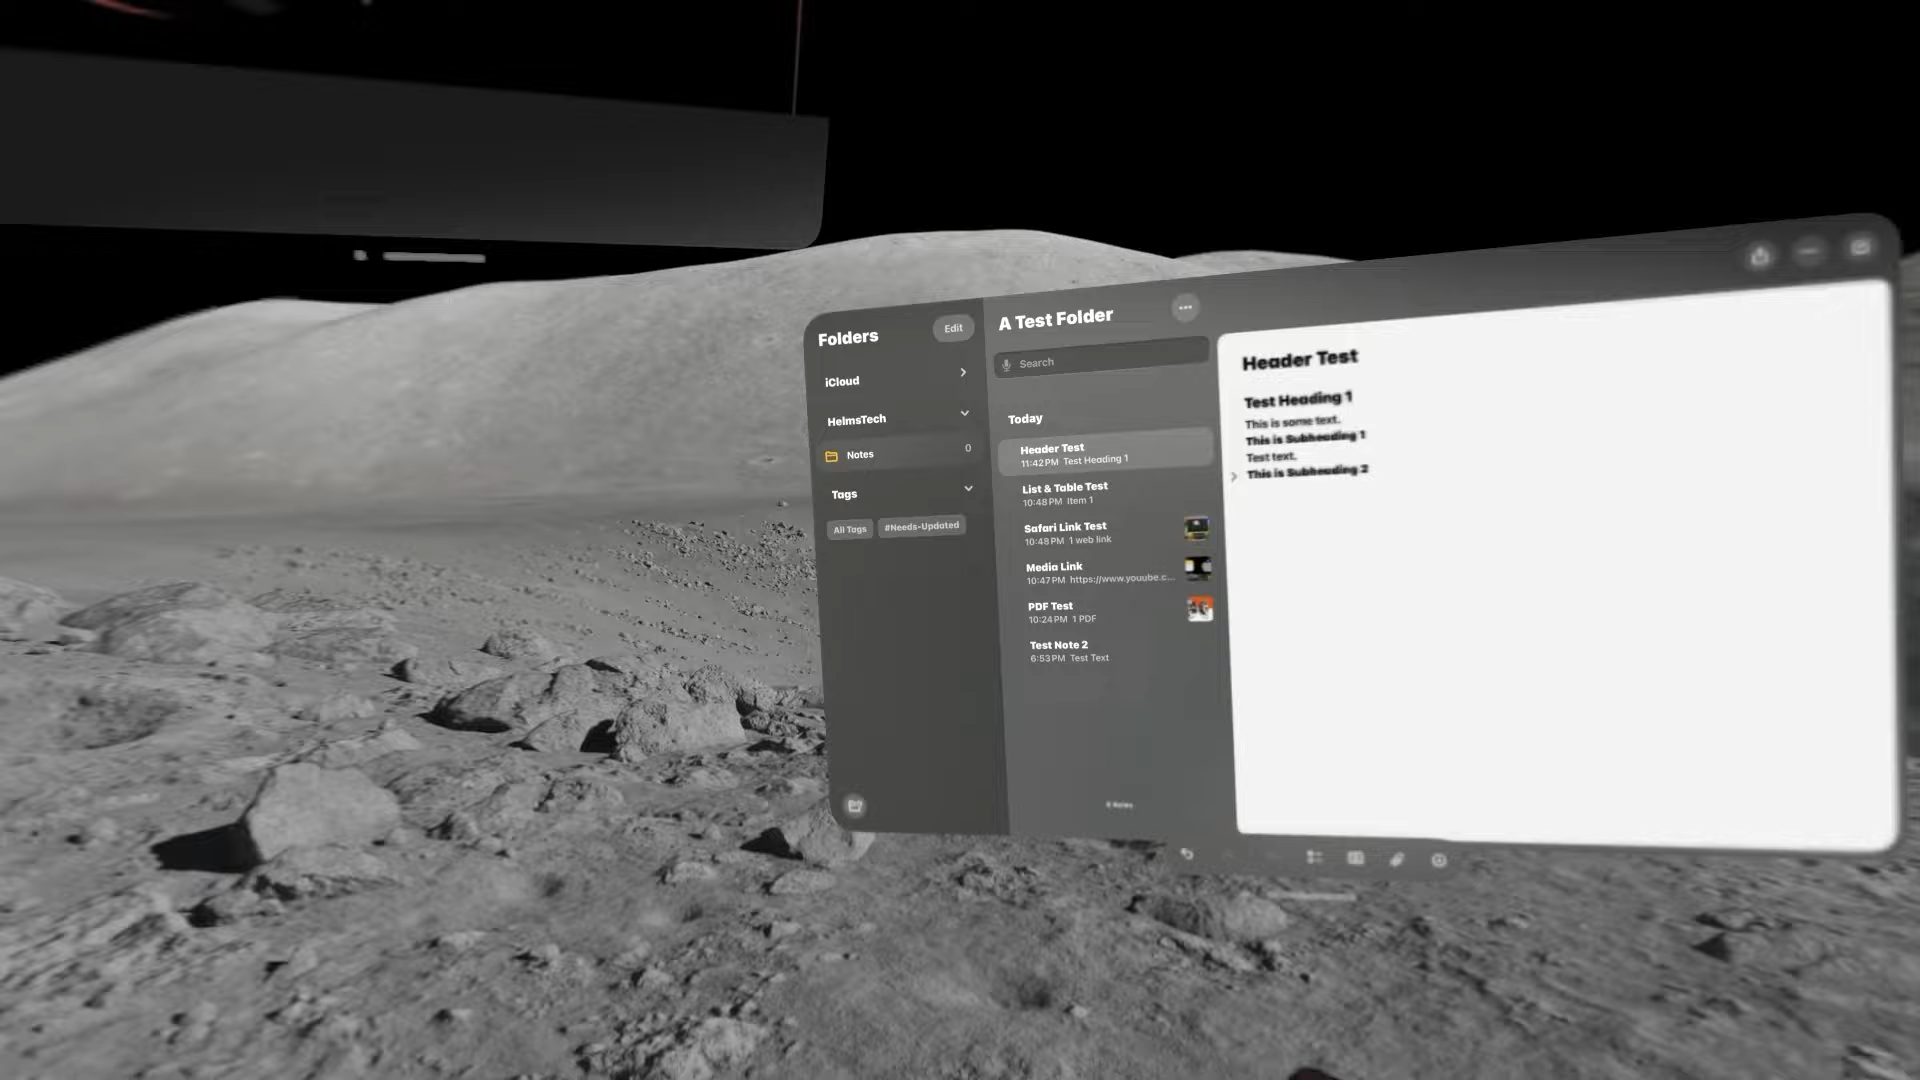 Folders
Edit
iCloud
HelmsTech
Notes
0
Tags
All Tags
#Needs-Updated
A Test Folder
Search
Today
Header Test
11:42 PM Test Heading 1
List & Table Test
10:48 PM Item 1
Safari Link Test
10:48 PM 1 web link
Media Link
10:47 PM https://www.youube.c...
PDF Test
10:24 PM 1 PDF
Test Note 2
6:53 PM Test Text
Notes
Header Test
Test Heading 1
This is some text.
This is Subheading 1
Test text.
This is Subheading 2